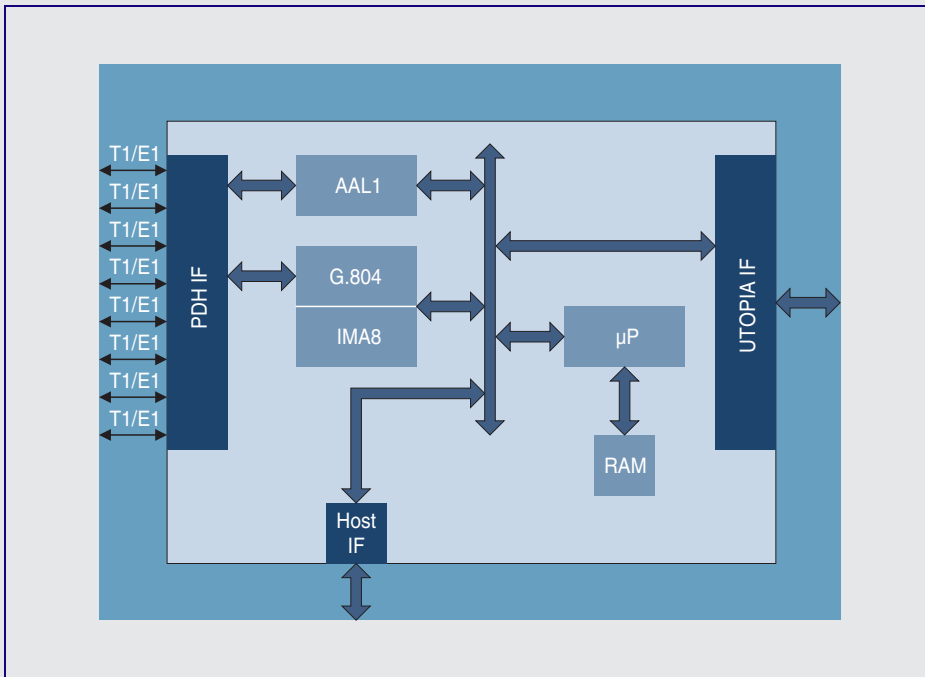 T1/E1
T1/E1
T1/E1
T1/E1
T1/E1
T1/E1
T1/E1
T1/E1
PDH IF
AAL1
G.804
IMA8
µP
RAM
Host
IF
UTOPIA IF